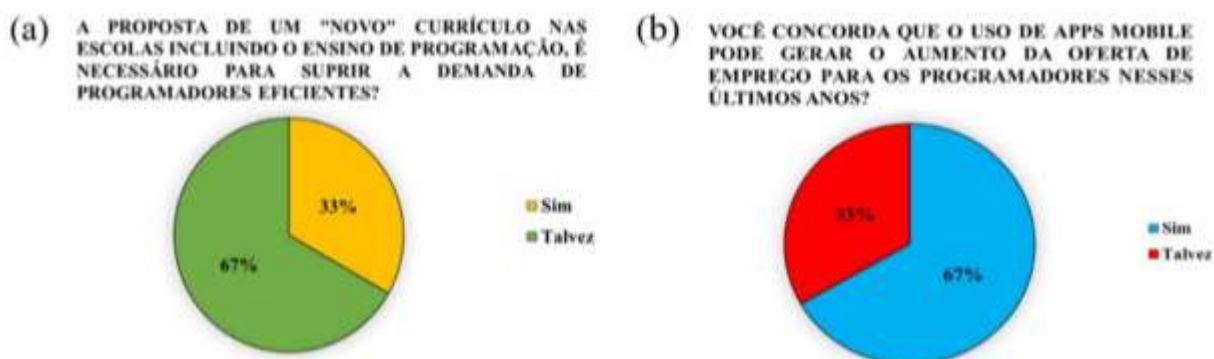 (a) A PROPOSTA DE UM "NOVO" CURRÍCULO NAS
ESCOLAS INCLUINDO O ENSINO DE PROGRAMAÇÃO, É
NECESSÁRIO PARA SUPRIR A DEMANDA DE
PROGRAMADORES EFICIENTES?
33%
67%
Sim
Talvez
(b) VOCÊ CONCORDA QUE O USO DE APPS MOBILE
PODE GERAR O AUMENTO DA OFERTA DE
EMPREGO PARA OS PROGRAMADORES NESSES
ÚLTIMOS ANOS?
33%
67%
Sim
Talvez